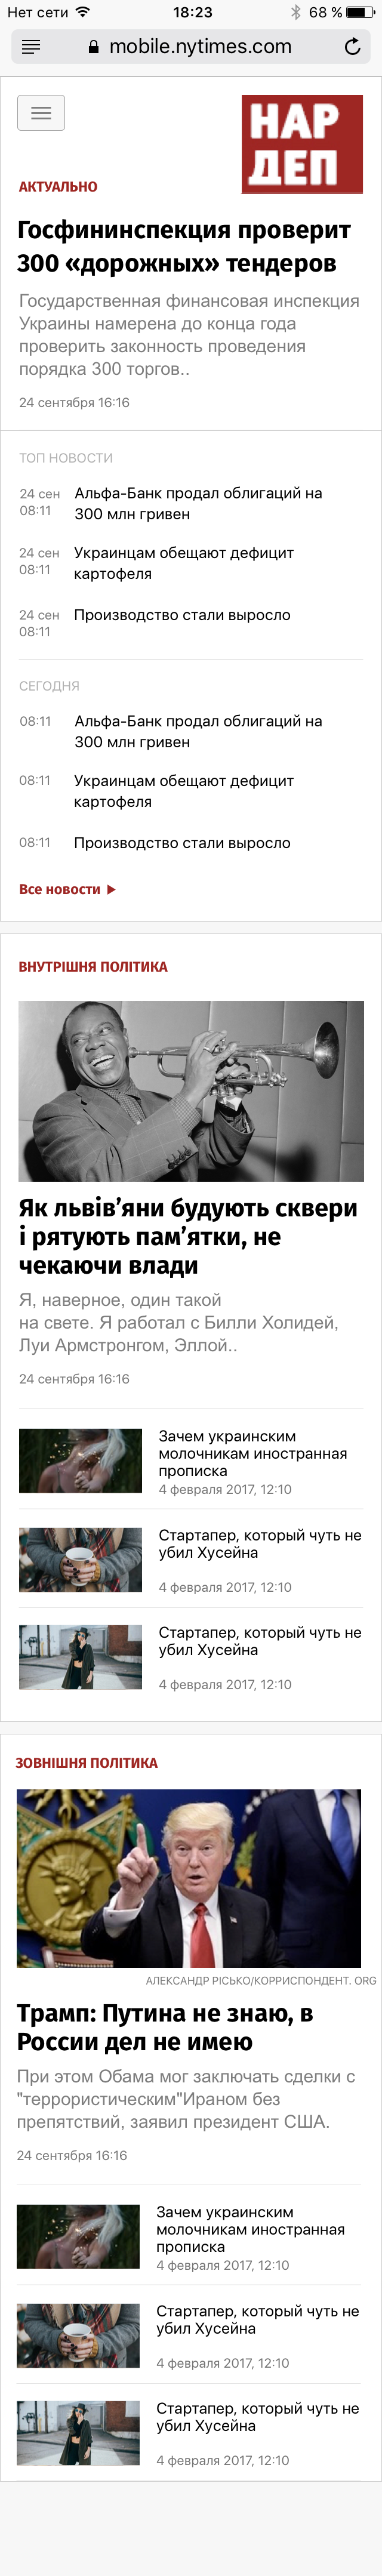 Нет сети 18:23 68 %
mobile.nytimes.com
НАР
ДЕП
АКТУАЛЬНО
Госфининспекция проверит
300 «дорожных» тендеров
Государственная финансовая инспекция
Украины намерена до конца года
проверить законность проведения
порядка 300 торгов..
24 сентября 16:16
ТОП НОВОСТИ
24 сен
08:11
Альфа-Банк продал облигаций на
300 млн гривен
24 сен
08:11
Украинцам обещают дефицит
картофеля
24 сен
08:11
Производство стали выросло
СЕГОДНЯ
08:11
Альфа-Банк продал облигаций на
300 млн гривен
08:11
Украинцам обещают дефицит
картофеля
08:11
Производство стали выросло
Все новости
ВНУТРІШНЯ ПОЛІТИКА
Як львів’яни будують сквери
і рятують пам’ятки, не
чекаючи влади
Я, наверное, один такой
на свете. Я работал с Билли Холидей,
Луи Армстронгом, Эллой..
24 сентября 16:16
Зачем украинским
молочникам иностранная
прописка
4 февраля 2017, 12:10
Стартапер, который чуть не
убил Хусейна
4 февраля 2017, 12:10
Стартапер, который чуть не
убил Хусейна
4 февраля 2017, 12:10
ЗОВНІШНЯ ПОЛІТИКА
АЛЕКСАНДР РІСЬКО/КОРРИСПОНДЕНТ. ORG
Трамп: Путина не знаю, в
России дел не имею
При этом Обама мог заключать сделки с
"террористическим"Ираном без
препятствий, заявил президент США.
24 сентября 16:16
Зачем украинским
молочникам иностранная
прописка
4 февраля 2017, 12:10
Стартапер, который чуть не
убил Хусейна
4 февраля 2017, 12:10
Стартапер, который чуть не
убил Хусейна
4 февраля 2017, 12:10